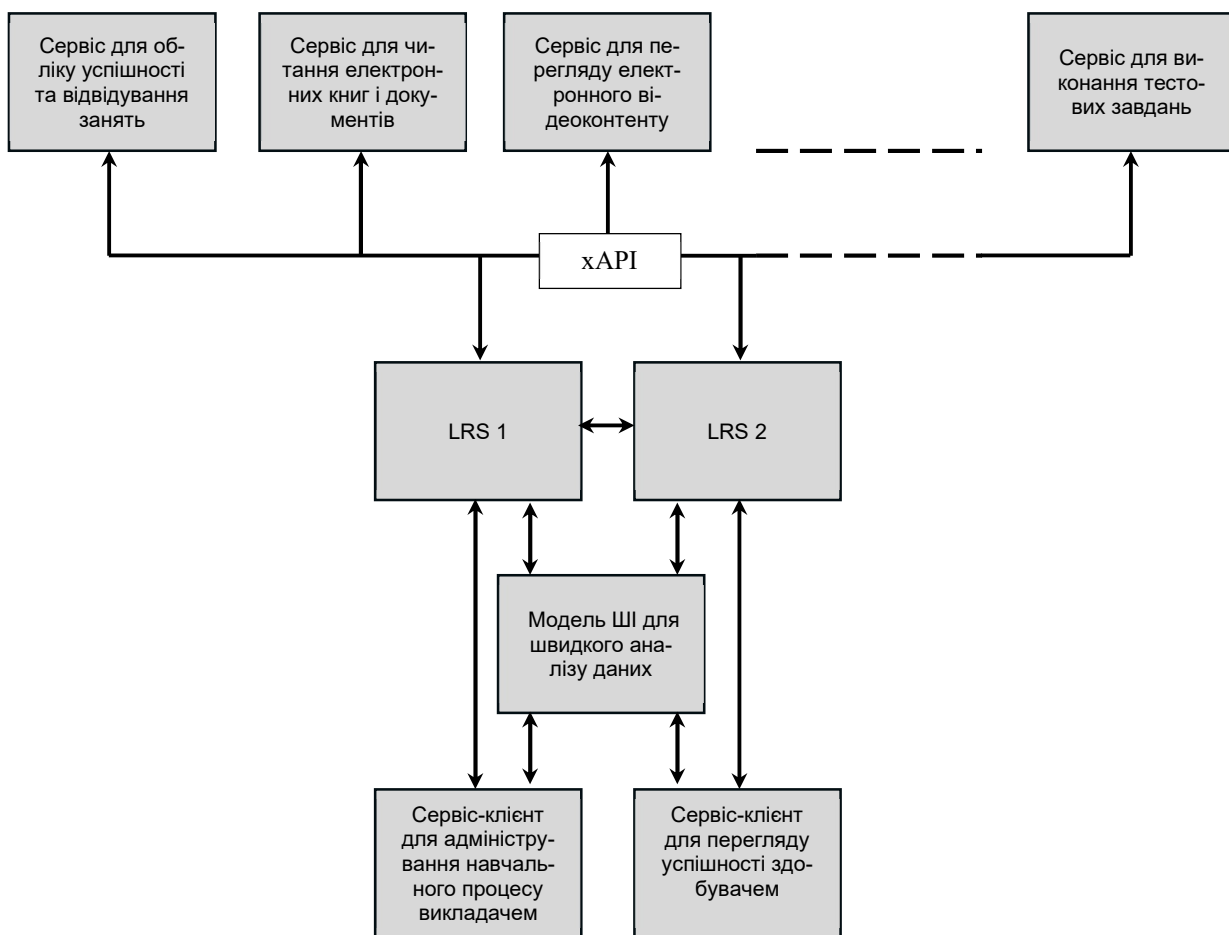 Сервіс для об-
ліку успішності
та відвідування
занять
Сервіс для чи-
тання електрон-
них книг і доку-
ментів
Сервіс для пе-
регляду елект-
ронного ві-
деоконтенту
Сервіс для ви-
конання тесто-
вих завдань
xAPI
LRS 1
LRS 2
Модель ШІ для
швидкого ана-
лізу даних
Сервіс-клієнт
для адміністру-
вання навчаль-
ного процесу
викладачем
Сервіс-клієнт
для перегляду
успішності здо-
бувачем